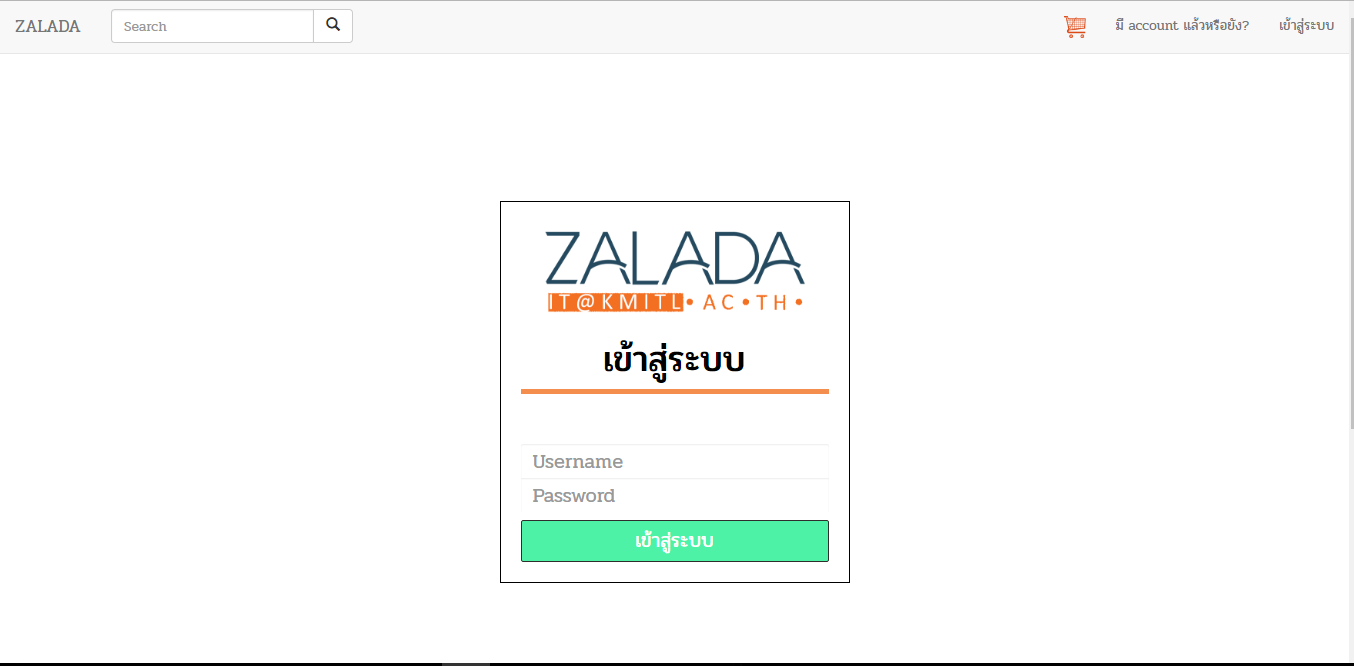 ZALADA Search มี account แล้วหรือยัง? เข้าสู่ระบบ
ZALADA
IT@KMITL•AC•TH•
เข้าสู่ระบบ
Username
Password
เข้าสู่ระบบ